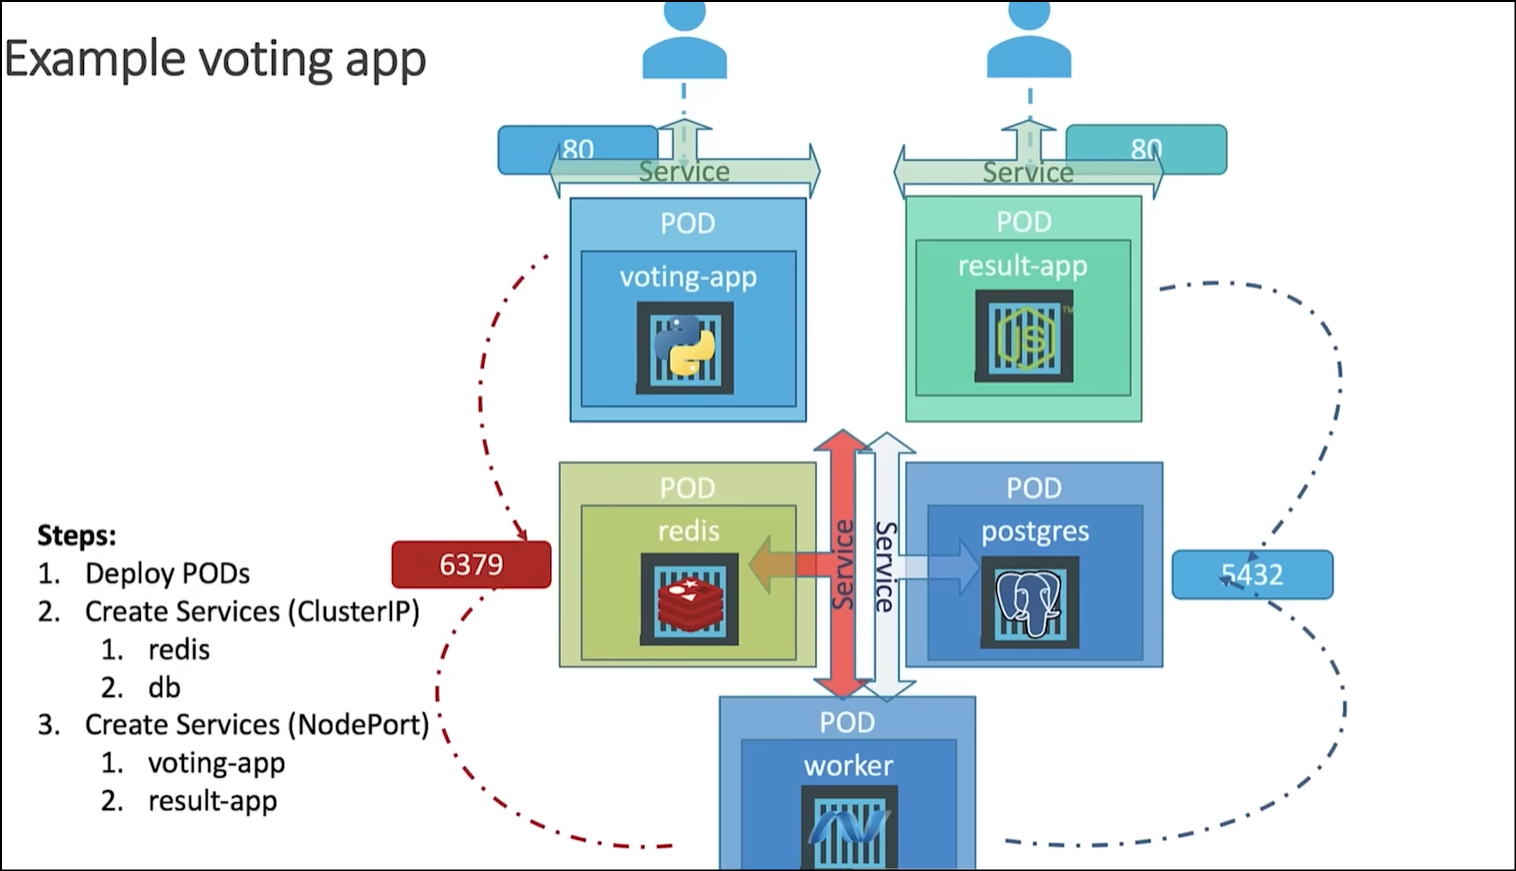 Example voting app
80
80
Service
Service
POD
POD
voting-app
result-app
JS
TM
POD
POD
redis
postgres
Service
Service
6379
5432
Steps:
1. Deploy PODs
2. Create Services (ClusterIP)
1. redis
2. db
3. Create Services (NodePort)
1. voting-app
2. result-app
POD
worker